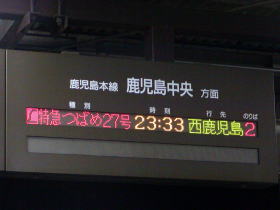 鹿児島本線 鹿児島中央 方面
種別 時刻 行先 のりば
特急 つばめ27号 23:33 西鹿児島 2